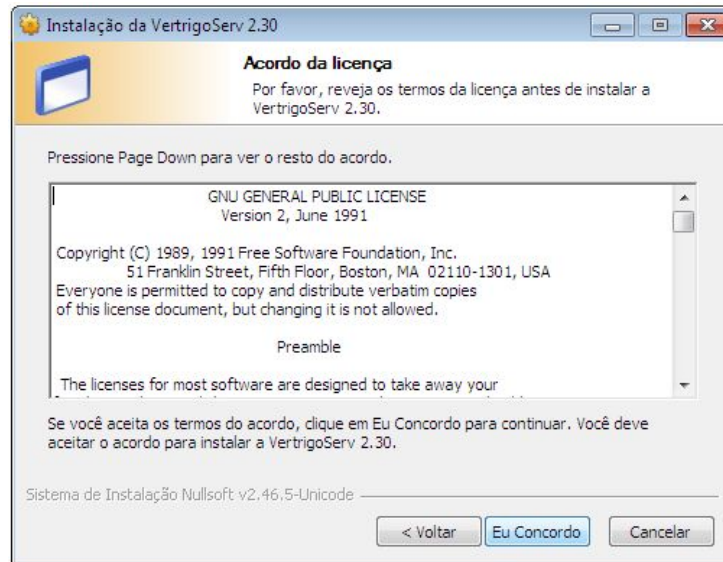 Instalação da VertrigoServ 2.30
Acordo da licença
Por favor, reveja os termos da licença antes de instalar a
VertrigoServ 2.30.
Pressione Page Down para ver o resto do acordo.
GNU GENERAL PUBLIC LICENSE
Version 2, June 1991
Copyright (C) 1989, 1991 Free Software Foundation, Inc.
51 Franklin Street, Fifth Floor, Boston, MA  02110-1301, USA
Everyone is permitted to copy and distribute verbatim copies
of this license document, but changing it is not allowed.
Preamble
The licenses for most software are designed to take away your
Se você aceita os termos do acordo, clique em Eu Concordo para continuar. Você deve
aceitar o acordo para instalar a VertrigoServ 2.30.
Sistema de Instalação Nullsoft v2.46.5-Unicode
< Voltar Eu Concordo Cancelar